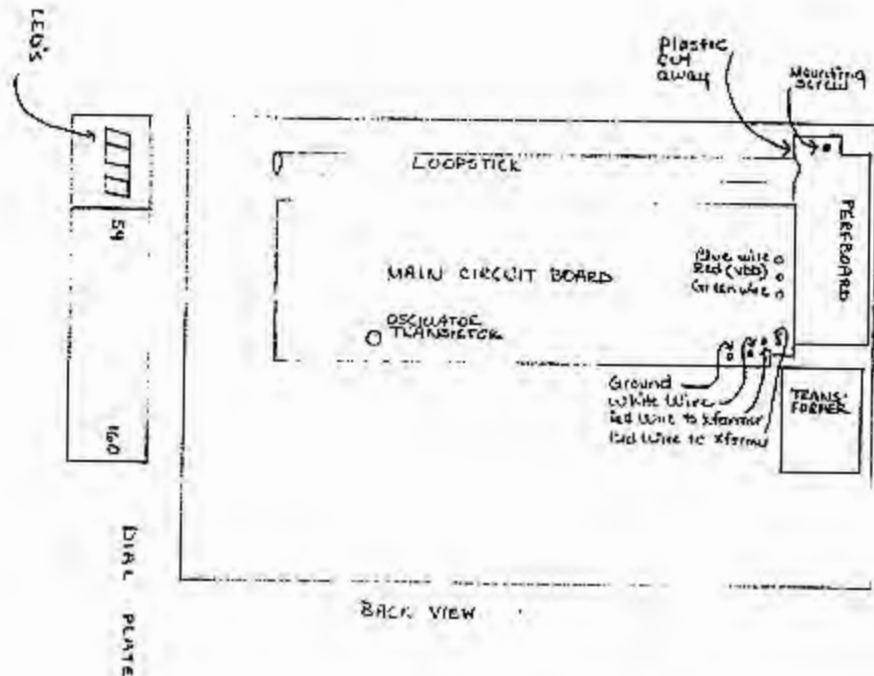 LED'S
54
160
DIAL PLATE
Plastic
cut
away
Mounting
screw
LOOPSTICK
PERFBOARD
MAIN CIRCUIT BOARD
Blue wire
Red (VDD)
Green wire
OSCILLATOR
TRANSISTOR
Ground
White Wire
Red Wire to Xformer
Red Wire to Xformer
TRANS-
FORMER
BACK VIEW